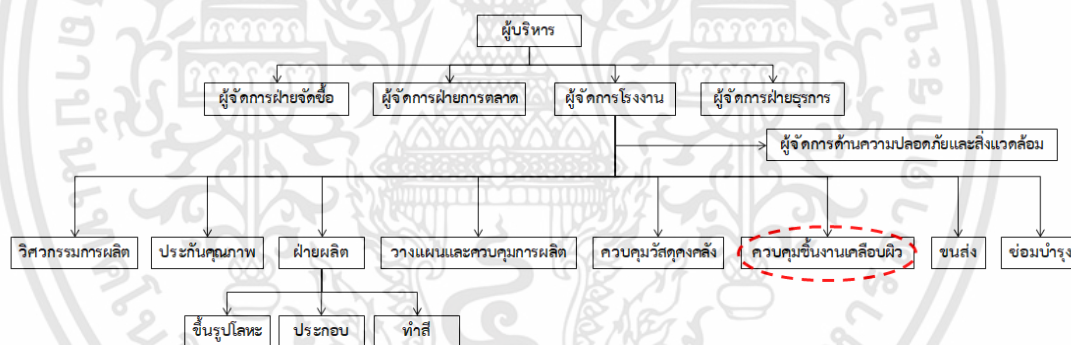 ผู้บริหาร
ผู้จัดการฝ่ายจัดซื้อ
ผู้จัดการฝ่ายการตลาด
ผู้จัดการโรงงาน
ผู้จัดการฝ่ายธุรการ
ผู้จัดการด้านความปลอดภัยและสิ่งแวดล้อม
วิศวกรรมการผลิต
ประกันคุณภาพ
ฝ่ายผลิต
วางแผนและควบคุมการผลิต
ควบคุมวัสดุคงคลัง
ควบคุมชิ้นงานเคลือบผิว
ขนส่ง
ซ่อมบำรุง
ขึ้นรูปโลหะ
ประกอบ
ทำสี